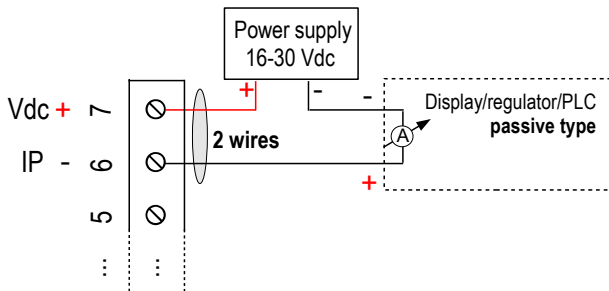 Power supply
16-30 Vdc
+ - -
Vdc + 7
Display/regulator/PLC
passive type
A
2 wires
IP - 6
+
5
... ...